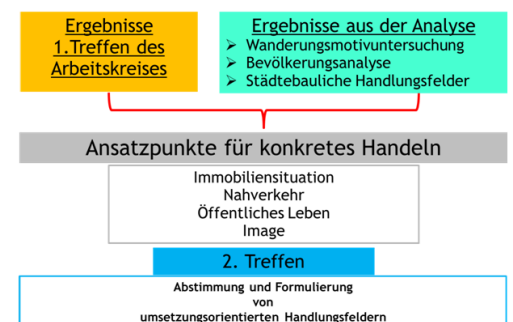 Ergebnisse
1.Treffen des
Arbeitskreises
Ergebnisse aus der Analyse
➢ Wanderungsmotivuntersuchung
➢ Bevölkerungsanalyse
➢ Städtebauliche Handlungsfelder
Ansatzpunkte für konkretes Handeln
Immobiliensituation
Nahverkehr
Öffentliches Leben
Image
2. Treffen
Abstimmung und Formulierung
von
umsetzungsorientierten Handlungsfeldern